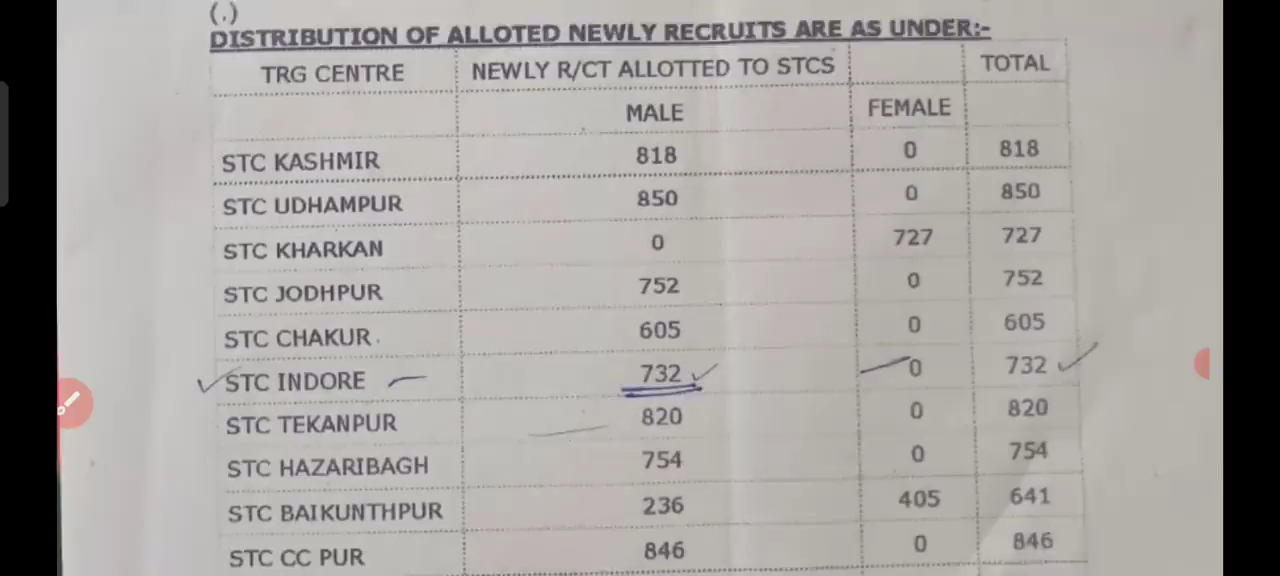 (.)
DISTRIBUTION OF ALLOTED NEWLY RECRUITS ARE AS UNDER:-
TRG CENTRE NEWLY R/CT ALLOTTED TO STCS TOTAL
MALE FEMALE
STC KASHMIR 818 0 818
STC UDHAMPUR 850 0 850
STC KHARKAN 0 727 727
STC JODHPUR 752 0 752
STC CHAKUR. 605 0 605
STC INDORE 732 0 732
STC TEKANPUR 820 0 820
STC HAZARIBAGH 754 0 754
STC BAIKUNTHPUR 236 405 641
STC CC PUR 846 0 846